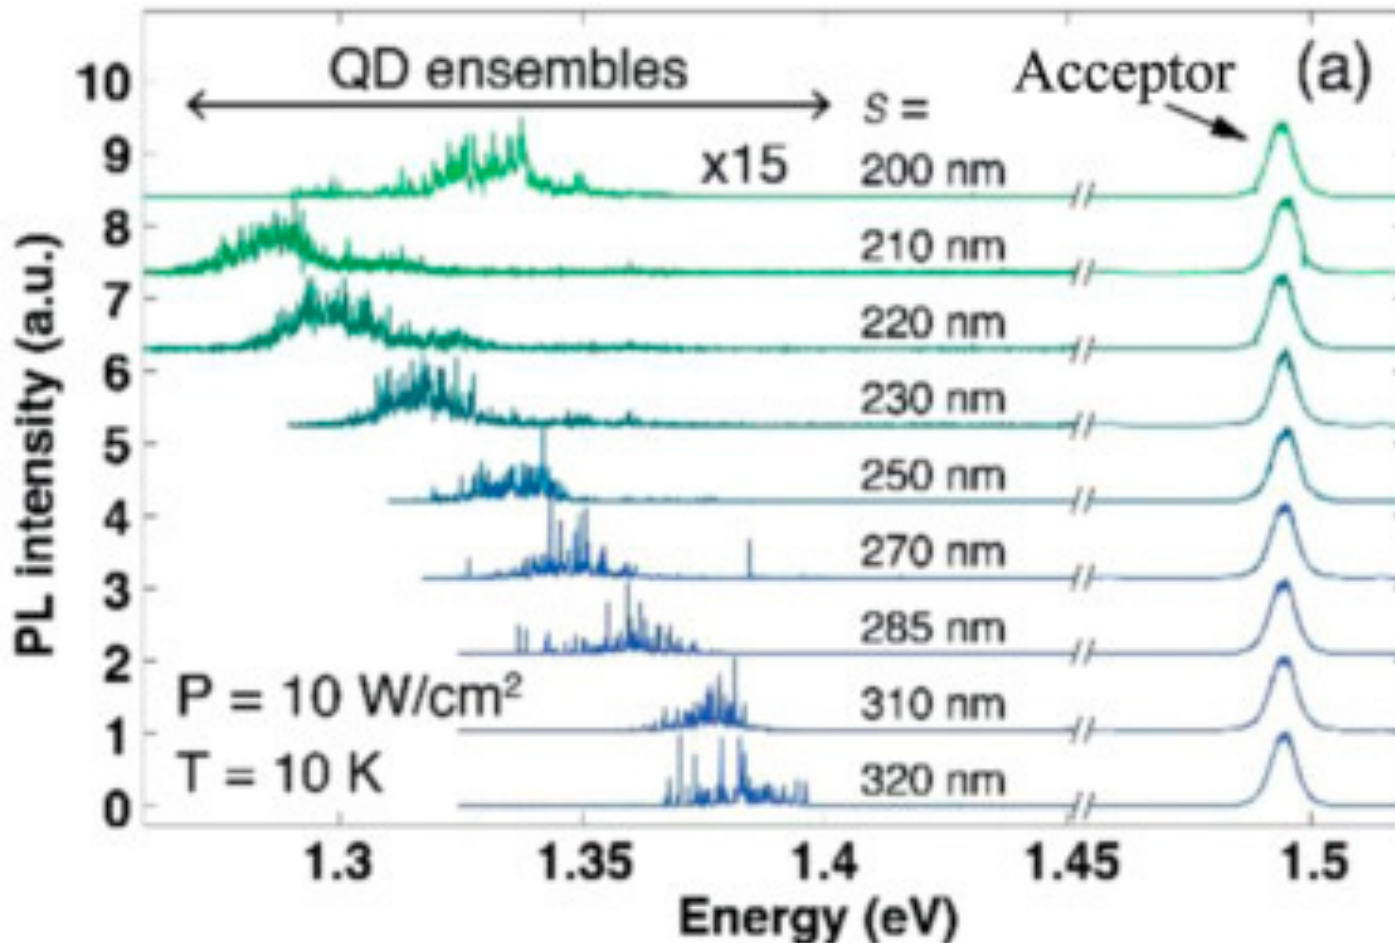 QD ensembles
Acceptor
(a)
S =
x15
200 nm
210 nm
220 nm
230 nm
250 nm
270 nm
285 nm
310 nm
320 nm
P = 10 W/cm²
T = 10 K
PL intensity (a.u.)
10
9
8
7
6
5
4
3
2
1
0
//
//
//
//
//
//
//
//
//
1.3
1.35
1.4
1.45
1.5
Energy (eV)